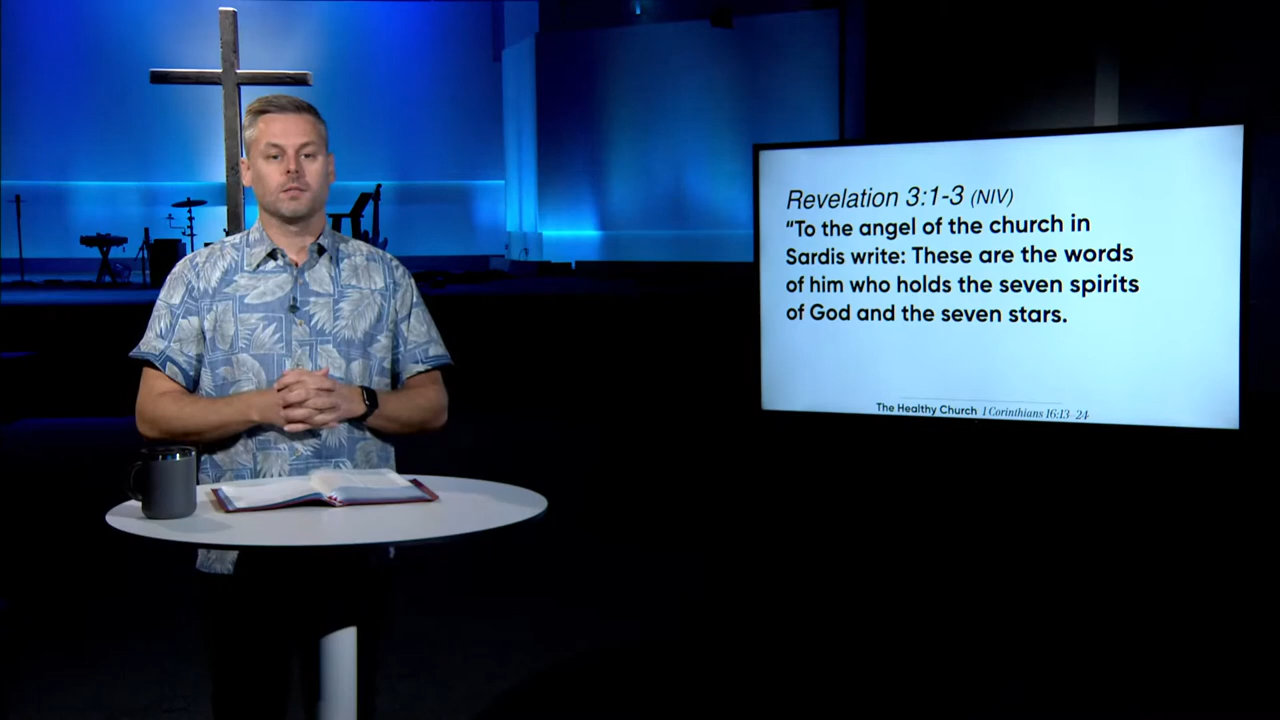 Revelation 3:1-3 (NIV)
“To the angel of the church in
Sardis write: These are the words
of him who holds the seven spirits
of God and the seven stars.
The Healthy Church 1 Corinthians 16:13-24